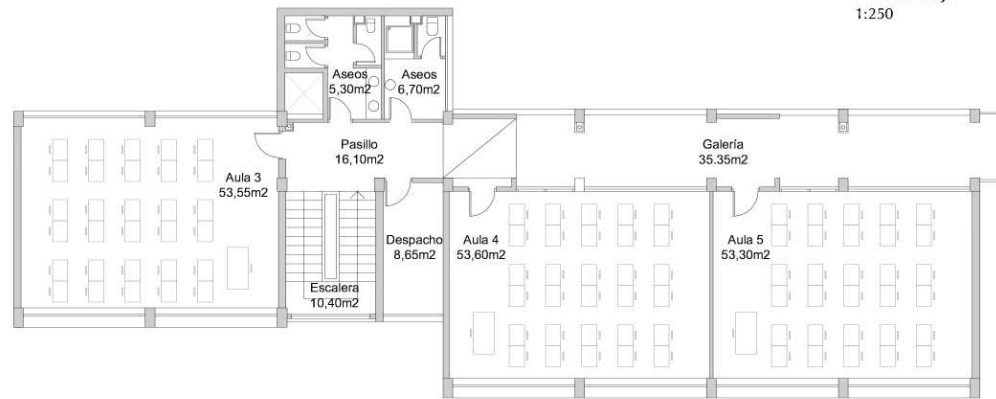 1:250
Aseos
5,30m2
Aseos
6,70m2
Pasillo
16,10m2
Galería
35.35m2
Aula 3
53,55m2
Despacho
8,65m2
Aula 4
53,60m2
Aula 5
53,30m2
Escalera
10,40m2